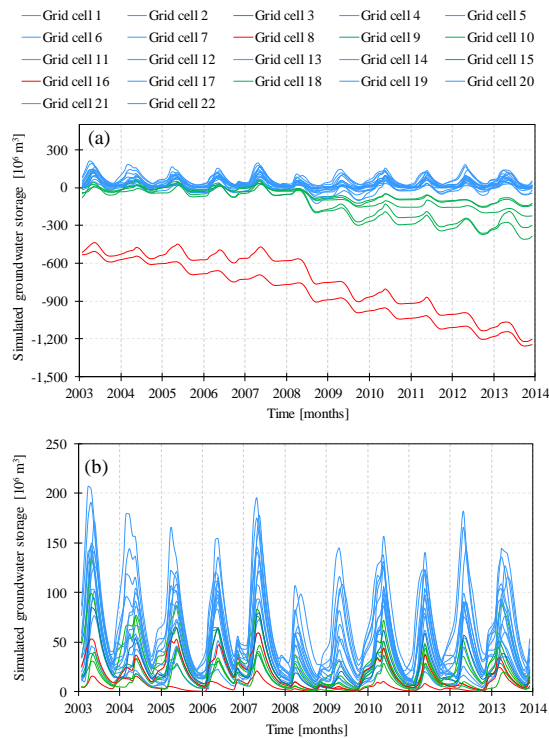 Grid cell 1 Grid cell 2 Grid cell 3 Grid cell 4 Grid cell 5
Grid cell 6 Grid cell 7 Grid cell 8 Grid cell9 Grid cell 10
Grid cell 11 Grid cell 12 Grid cell 13 Grid cell 14 Grid cell 15
Grid cell 16 Grid cell 17 Grid cell 18 Grid cell 19 Grid cell 20
Grid cell 21 Grid cell 22
(a)
Simulated groundwater storage [10⁶ m³]
300
0
-300
-600
-900
-1,200
-1,500
2003 2004 2005 2006 2007 2008 2009 2010 2011 2012 2013 2014
Time [months]
(b)
Simulated groundwater storage [10⁶ m³]
250
200
150
100
50
0
2003 2004 2005 2006 2007 2008 2009 2010 2011 2012 2013 2014
Time [months]